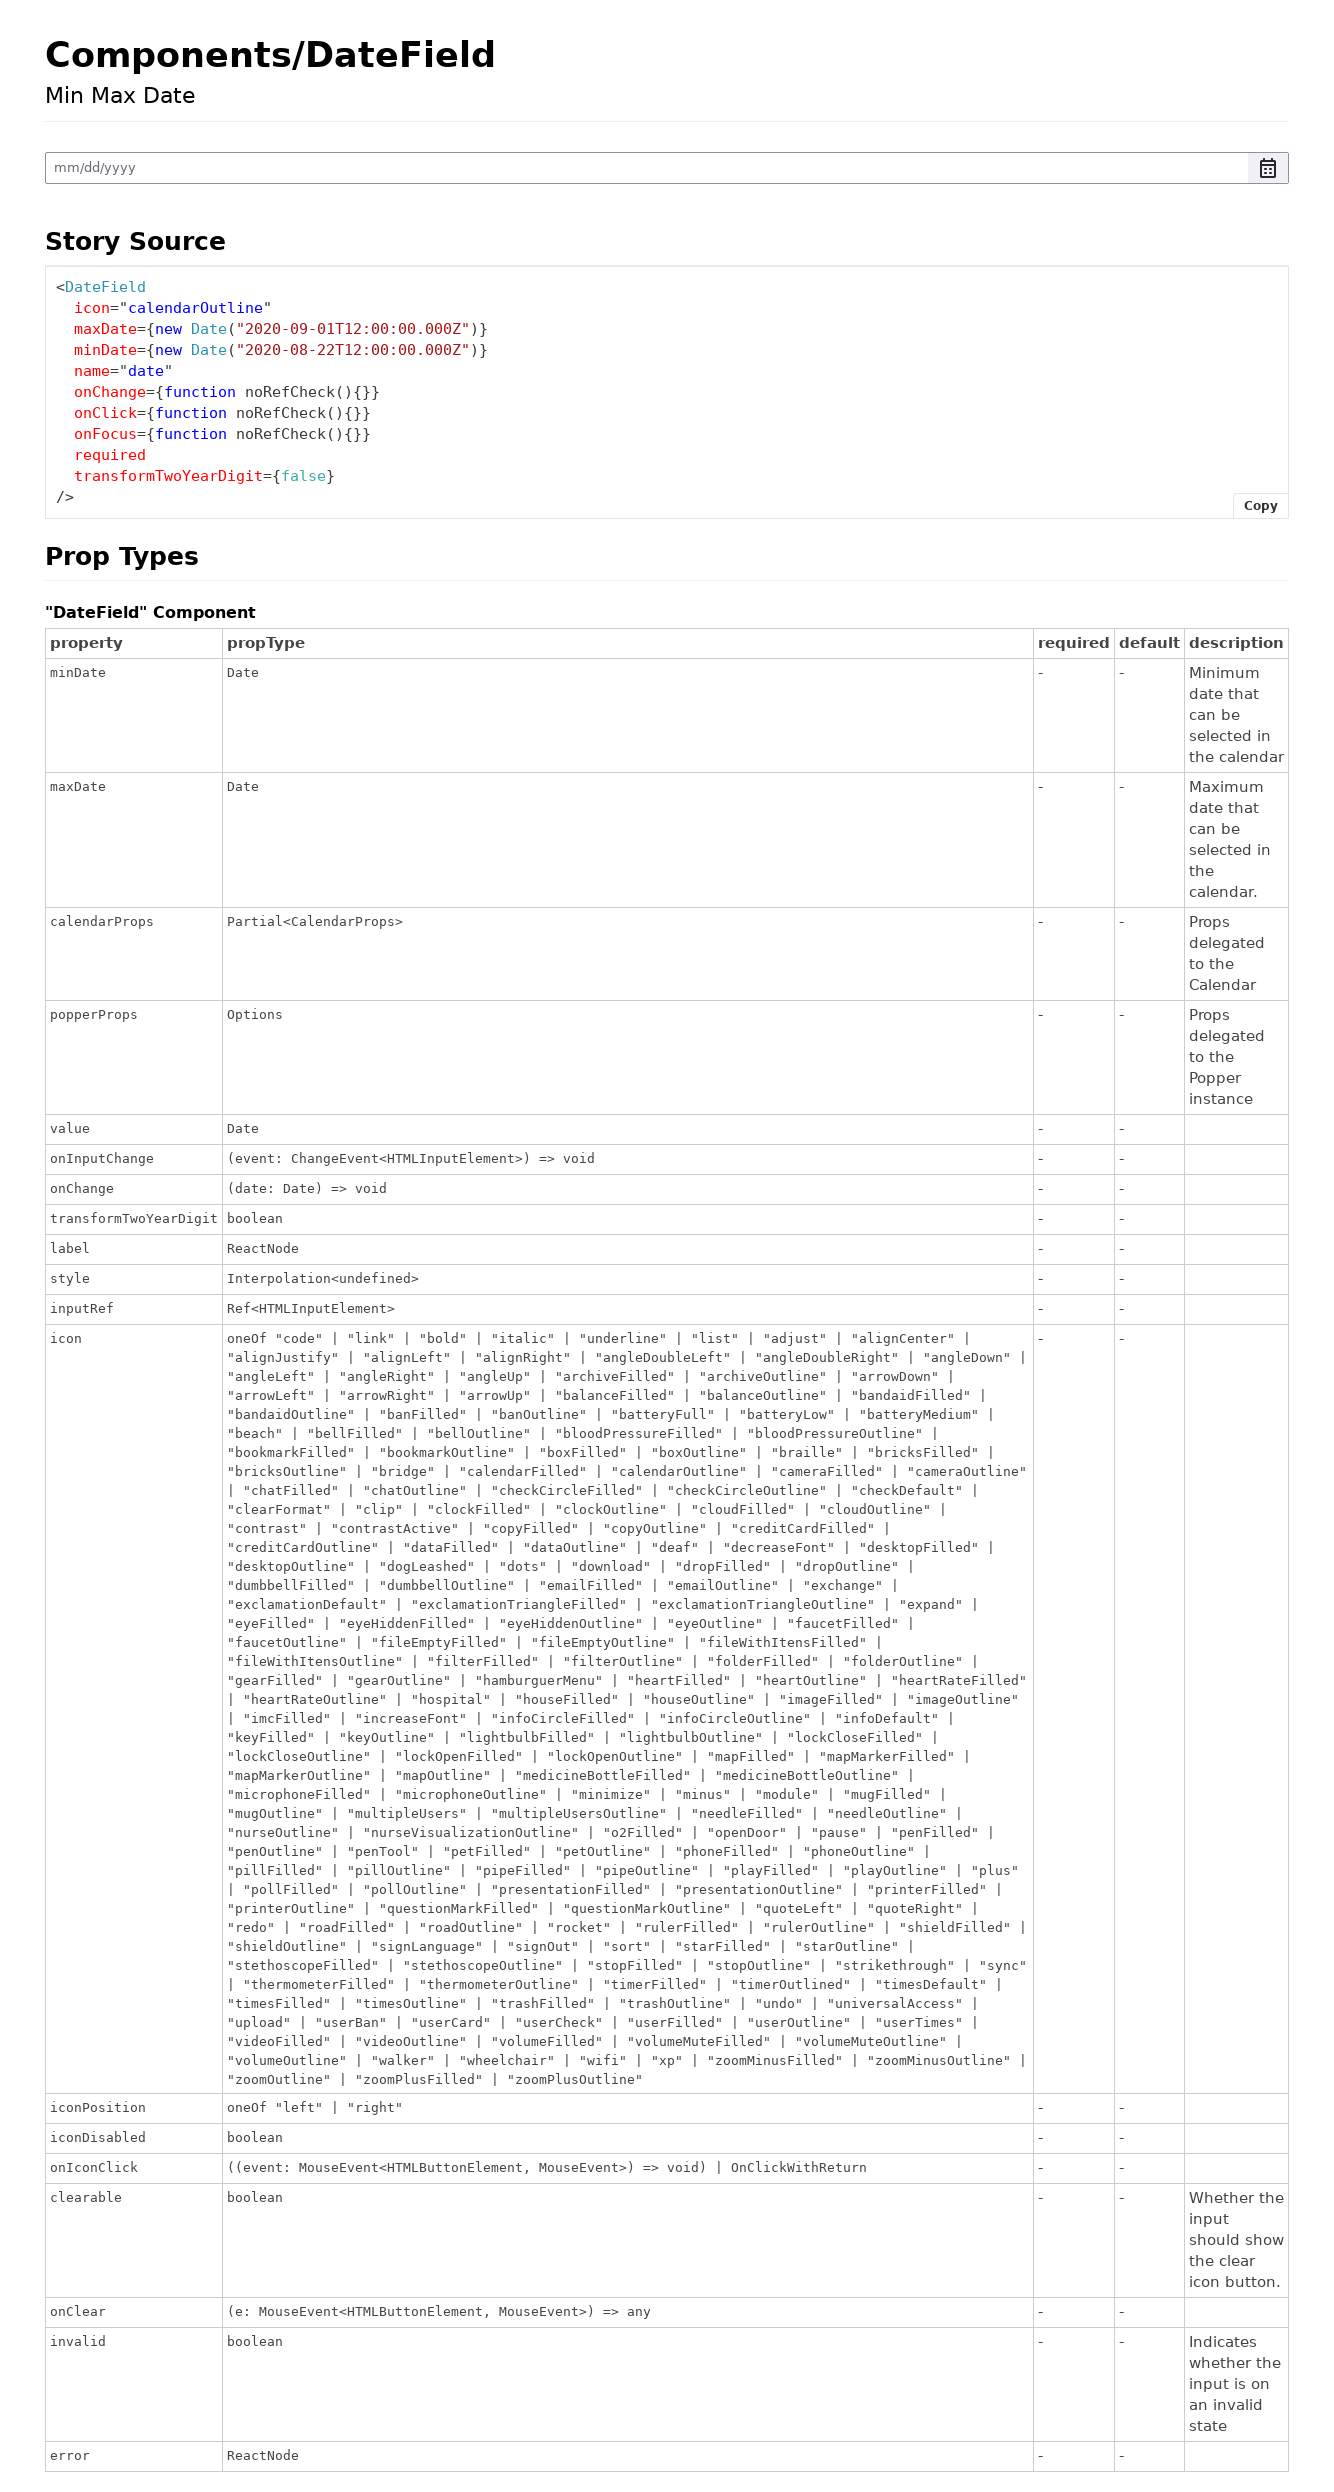 Components/DateField
Min Max Date
mm/dd/yyyy
Story Source
<DateField
icon="calendarOutline"
maxDate={new Date("2020-09-01T12:00:00.000Z")}
minDate={new Date("2020-08-22T12:00:00.000Z")}
name="date"
onChange={function noRefCheck(){}}
onClick={function noRefCheck(){}}
onFocus={function noRefCheck(){}}
required
transformTwoYearDigit={false}
/>
Copy
Prop Types
"DateField" Component
property propType required default description
minDate Date - - Minimum
date that
can be
selected in
the calendar
maxDate Date - - Maximum
date that
can be
selected in
the
calendar.
calendarProps Partial<CalendarProps> - - Props
delegated
to the
Calendar
popperProps Options - - Props
delegated
to the
Popper
instance
value Date - -
onInputChange (event: ChangeEvent<HTMLInputElement>) => void - -
onChange (date: Date) => void - -
transformTwoYearDigit boolean - -
label ReactNode - -
style Interpolation<undefined> - -
inputRef Ref<HTMLInputElement> - -
icon oneOf "code" | "link" | "bold" | "italic" | "underline" | "list" | "adjust" | "alignCenter" | - -
"alignJustify" | "alignLeft" | "alignRight" | "angleDoubleLeft" | "angleDoubleRight" | "angleDown" |
"angleLeft" | "angleRight" | "angleUp" | "archiveFilled" | "archiveOutline" | "arrowDown" |
"arrowLeft" | "arrowRight" | "arrowUp" | "balanceFilled" | "balanceOutline" | "bandaidFilled" |
"bandaidOutline" | "banFilled" | "banOutline" | "batteryFull" | "batteryLow" | "batteryMedium" |
"beach" | "bellFilled" | "bellOutline" | "bloodPressureFilled" | "bloodPressureOutline" |
"bookmarkFilled" | "bookmarkOutline" | "boxFilled" | "boxOutline" | "braille" | "bricksFilled" |
"bricksOutline" | "bridge" | "calendarFilled" | "calendarOutline" | "cameraFilled" | "cameraOutline"
| "chatFilled" | "chatOutline" | "checkCircleFilled" | "checkCircleOutline" | "checkDefault" |
"clearFormat" | "clip" | "clockFilled" | "clockOutline" | "cloudFilled" | "cloudOutline" |
"contrast" | "contrastActive" | "copyFilled" | "copyOutline" | "creditCardFilled" |
"creditCardOutline" | "dataFilled" | "dataOutline" | "deaf" | "decreaseFont" | "desktopFilled" |
"desktopOutline" | "dogLeashed" | "dots" | "download" | "dropFilled" | "dropOutline" |
"dumbbellFilled" | "dumbbellOutline" | "emailFilled" | "emailOutline" | "exchange" |
"exclamationDefault" | "exclamationTriangleFilled" | "exclamationTriangleOutline" | "expand" |
"eyeFilled" | "eyeHiddenFilled" | "eyeHiddenOutline" | "eyeOutline" | "faucetFilled" |
"faucetOutline" | "fileEmptyFilled" | "fileEmptyOutline" | "fileWithItensFilled" |
"fileWithItensOutline" | "filterFilled" | "filterOutline" | "folderFilled" | "folderOutline" |
"gearFilled" | "gearOutline" | "hamburguerMenu" | "heartFilled" | "heartOutline" | "heartRateFilled"
| "heartRateOutline" | "hospital" | "houseFilled" | "houseOutline" | "imageFilled" | "imageOutline"
| "imcFilled" | "increaseFont" | "infoCircleFilled" | "infoCircleOutline" | "infoDefault" |
"keyFilled" | "keyOutline" | "lightbulbFilled" | "lightbulbOutline" | "lockCloseFilled" |
"lockCloseOutline" | "lockOpenFilled" | "lockOpenOutline" | "mapFilled" | "mapMarkerFilled" |
"mapMarkerOutline" | "mapOutline" | "medicineBottleFilled" | "medicineBottleOutline" |
"microphoneFilled" | "microphoneOutline" | "minimize" | "minus" | "module" | "mugFilled" |
"mugOutline" | "multipleUsers" | "multipleUsersOutline" | "needleFilled" | "needleOutline" |
"nurseOutline" | "nurseVisualizationOutline" | "o2Filled" | "openDoor" | "pause" | "penFilled" |
"penOutline" | "penTool" | "petFilled" | "petOutline" | "phoneFilled" | "phoneOutline" |
"pillFilled" | "pillOutline" | "pipeFilled" | "pipeOutline" | "playFilled" | "playOutline" | "plus"
| "pollFilled" | "pollOutline" | "presentationFilled" | "presentationOutline" | "printerFilled" |
"printerOutline" | "questionMarkFilled" | "questionMarkOutline" | "quoteLeft" | "quoteRight" |
"redo" | "roadFilled" | "roadOutline" | "rocket" | "rulerFilled" | "rulerOutline" | "shieldFilled" |
"shieldOutline" | "signLanguage" | "signOut" | "sort" | "starFilled" | "starOutline" |
"stethoscopeFilled" | "stethoscopeOutline" | "stopFilled" | "stopOutline" | "strikethrough" | "sync"
| "thermometerFilled" | "thermometerOutline" | "timerFilled" | "timerOutlined" | "timesDefault" |
"timesFilled" | "timesOutline" | "trashFilled" | "trashOutline" | "undo" | "universalAccess" |
"upload" | "userBan" | "userCard" | "userCheck" | "userFilled" | "userOutline" | "userTimes" |
"videoFilled" | "videoOutline" | "volumeFilled" | "volumeMuteFilled" | "volumeMuteOutline" |
"volumeOutline" | "walker" | "wheelchair" | "wifi" | "xp" | "zoomMinusFilled" | "zoomMinusOutline" |
"zoomOutline" | "zoomPlusFilled" | "zoomPlusOutline"
iconPosition oneOf "left" | "right" - -
iconDisabled boolean - -
onIconClick ((event: MouseEvent<HTMLButtonElement, MouseEvent>) => void) | OnClickWithReturn - -
clearable boolean - - Whether the
input
should show
the clear
icon button.
onClear (e: MouseEvent<HTMLButtonElement, MouseEvent>) => any - -
invalid boolean - - Indicates
whether the
input is on
an invalid
state
error ReactNode - -